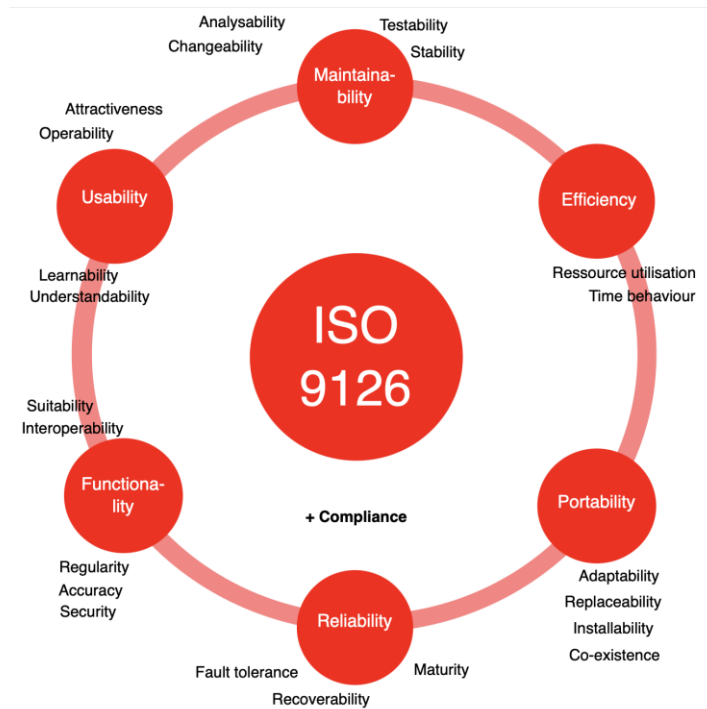 Analysability
Testability
Changeability
Stability
Maintaina-
bility
Attractiveness
Operability
Usability
Efficiency
Learnability
Understandability
Ressource utilisation
Time behaviour
ISO
9126
Suitability
Interoperability
Functiona-
lity
Portability
+ Compliance
Regularity
Accuracy
Security
Adaptability
Replaceability
Installability
Co-existence
Reliability
Fault tolerance
Maturity
Recoverability